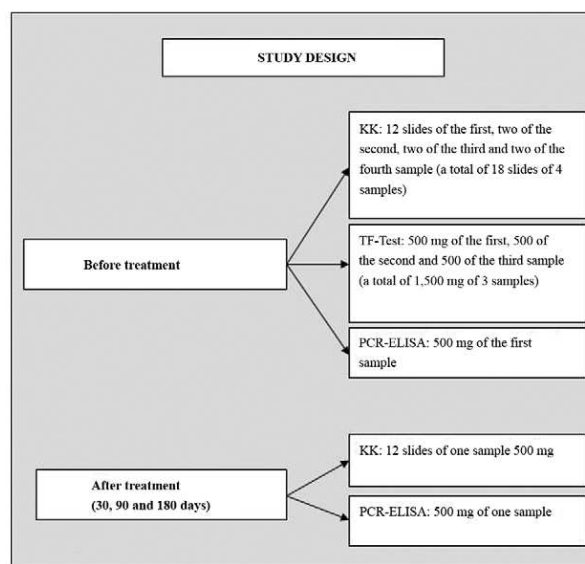 STUDY DESIGN
KK: 12 slides of the first, two of the
second, two of the third and two of the
fourth sample (a total of 18 slides of 4
samples)
TF-Test: 500 mg of the first, 500 of
the second and 500 of the third sample
(a total of 1,500 mg of 3 samples)
Before treatment
PCR-ELISA: 500 mg of the first
sample
KK: 12 slides of one sample 500 mg
After treatment
(30, 90 and 180 days)
PCR-ELISA: 500 mg of one sample